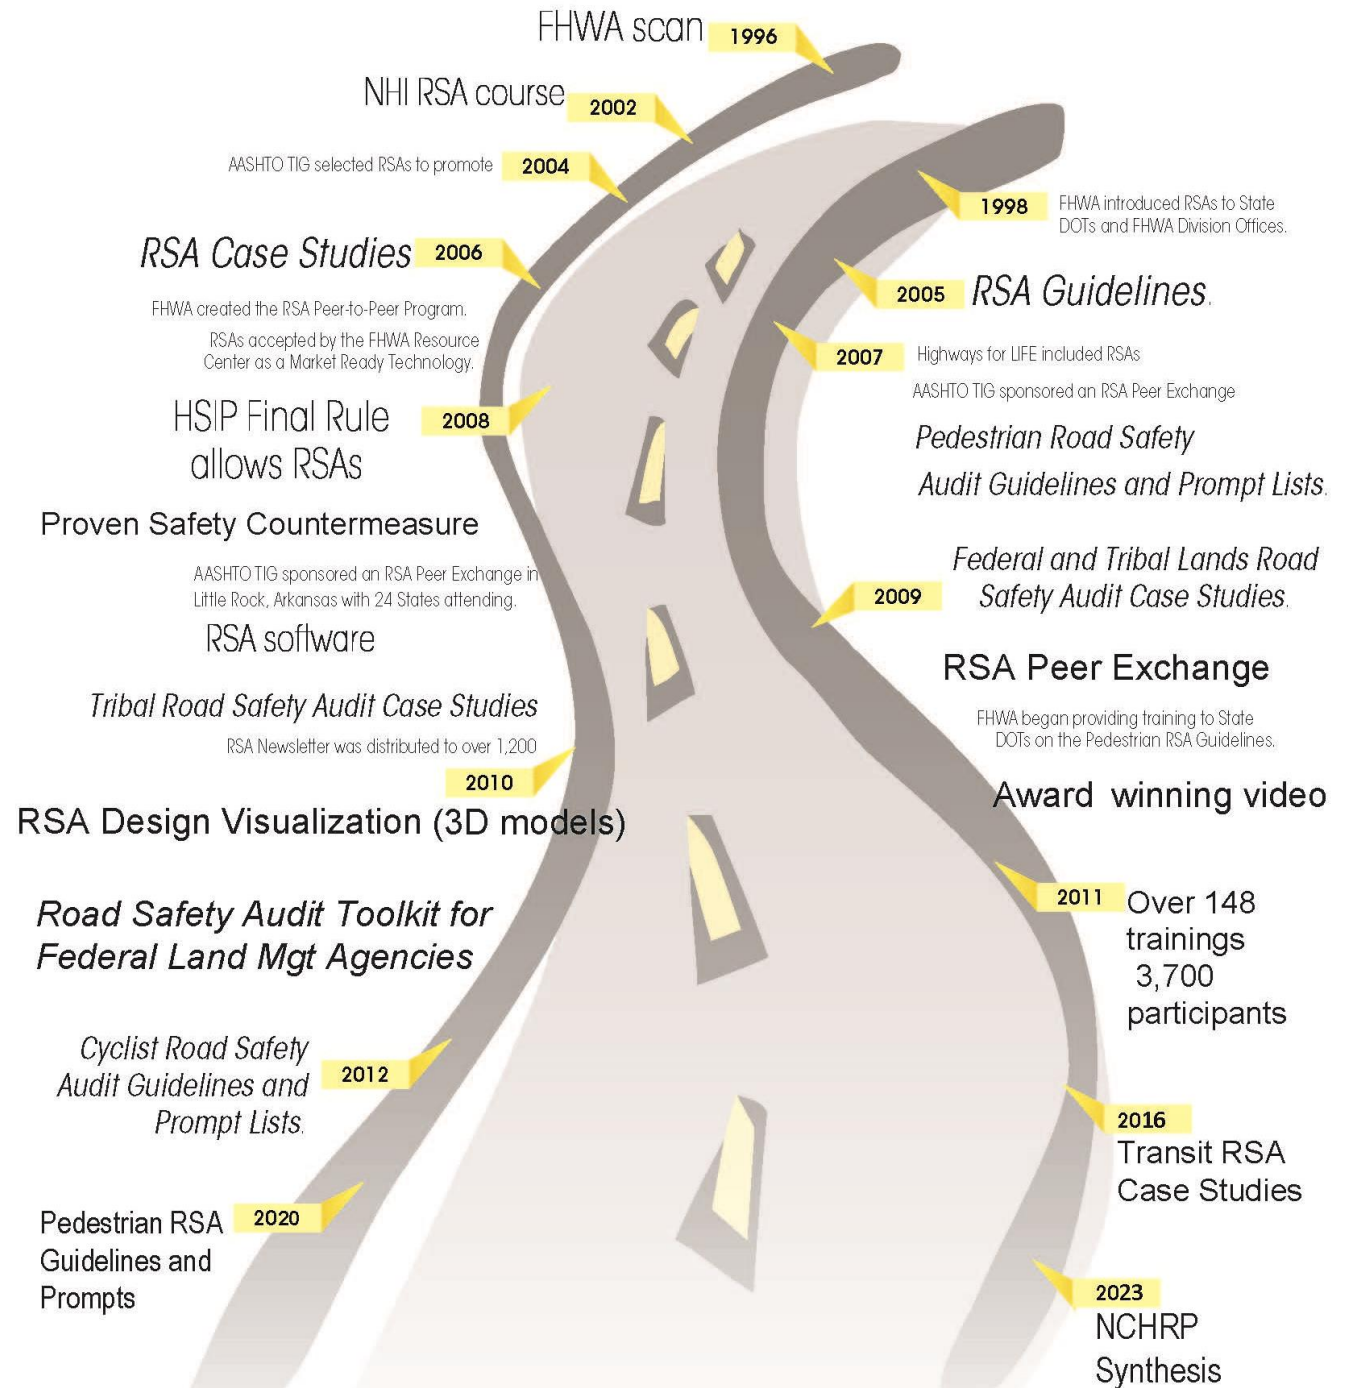 FHWA scan
1996
NHI RSA course
2002
AASHTO TIG selected RSAs to promote
2004
1998
FHWA introduced RSAs to State
DOTs and FHWA Division Offices.
RSA Case Studies
2006
FHWA created the RSA Peer-to-Peer Program.
RSAs accepted by the FHWA Resource
Center as a Market Ready Technology.
2005
RSA Guidelines.
2007
Highways for LIFE included RSAs
AASHTO TIG sponsored an RSA Peer Exchange
Pedestrian Road Safety
Audit Guidelines and Prompt Lists.
HSIP Final Rule
allows RSAs
2008
Proven Safety Countermeasure
AASHTO TIG sponsored an RSA Peer Exchange in
Little Rock, Arkansas with 24 States attending.
RSA software
Tribal Road Safety Audit Case Studies
RSA Newsletter was distributed to over 1,200
2009
Federal and Tribal Lands Road
Safety Audit Case Studies.
RSA Peer Exchange
FHWA began providing training to State
DOTs on the Pedestrian RSA Guidelines.
Award winning video
2010
RSA Design Visualization (3D models)
Road Safety Audit Toolkit for
Federal Land Mgt Agencies
2011
Over 148
trainings
3,700
participants
Cyclist Road Safety
Audit Guidelines and
Prompt Lists.
2012
2016
Transit RSA
Case Studies
Pedestrian RSA
Guidelines and
Prompts
2020
2023
NCHRP
Synthesis